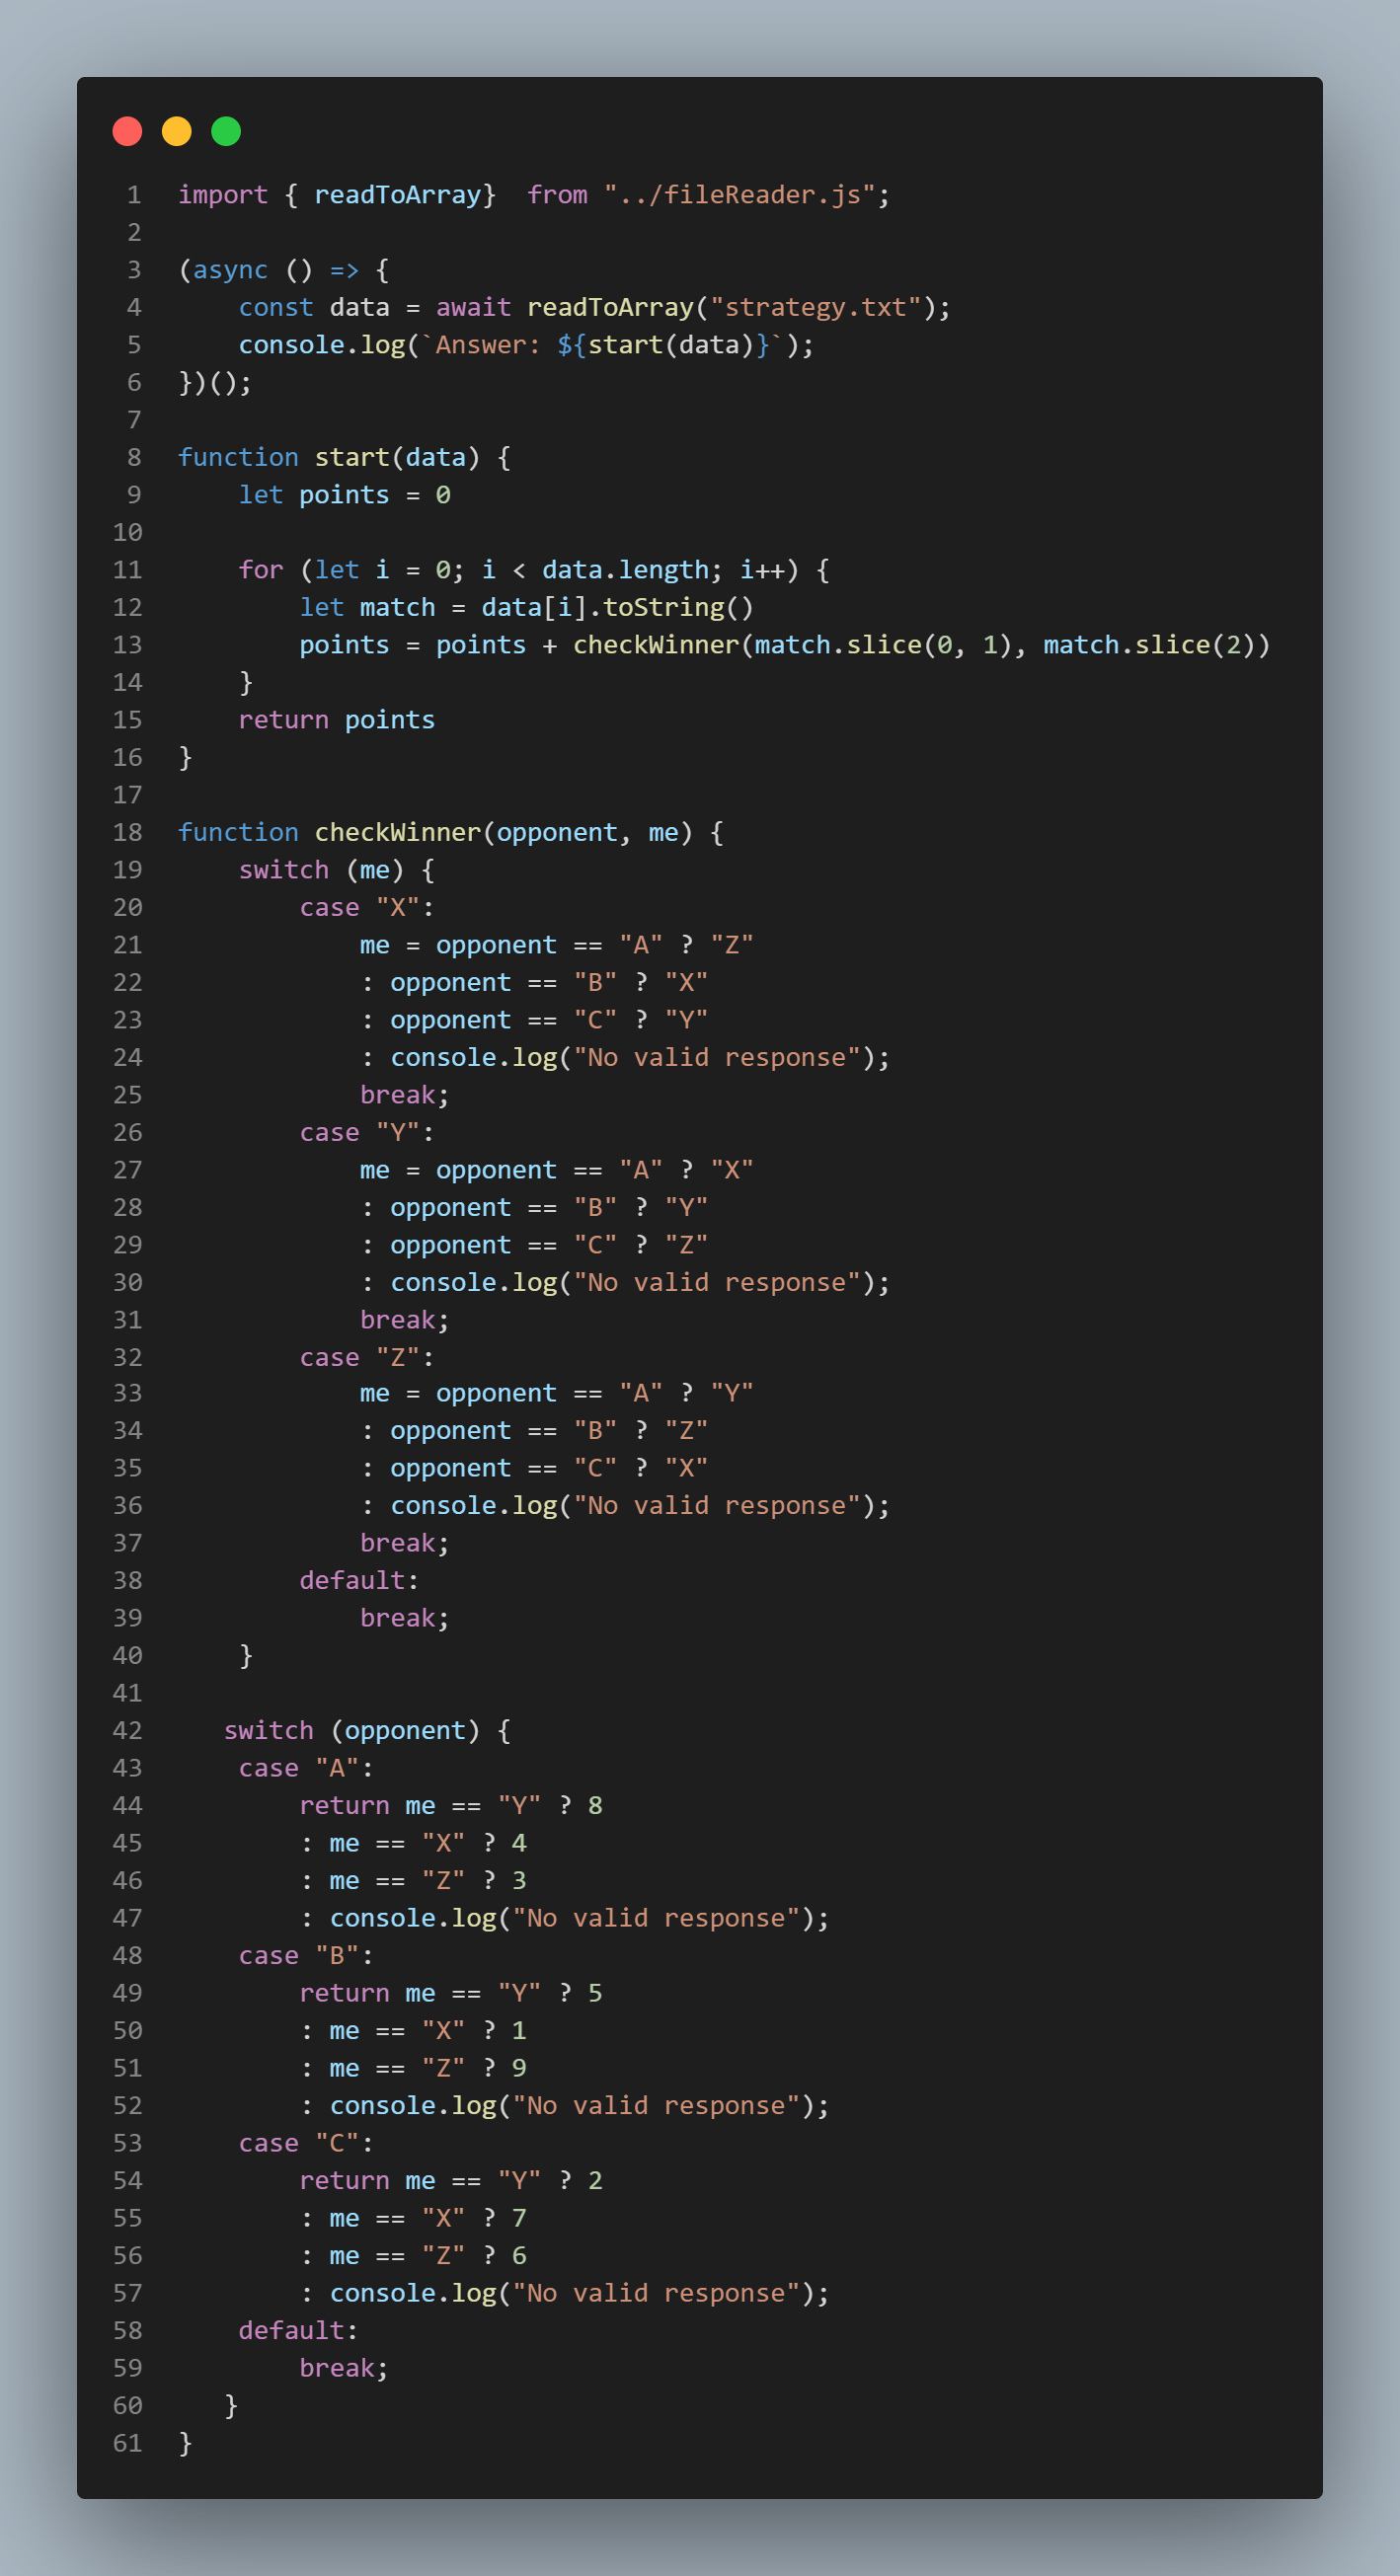 1 import { readToArray}  from "../fileReader.js";
2
3 (async () => {
4     const data = await readToArray("strategy.txt");
5     console.log(`Answer: ${start(data)}`);
6 })();
7
8 function start(data) {
9     let points = 0
10
11     for (let i = 0; i < data.length; i++) {
12         let match = data[i].toString()
13         points = points + checkWinner(match.slice(0, 1), match.slice(2))
14     }
15     return points
16 }
17
18 function checkWinner(opponent, me) {
19     switch (me) {
20         case "X":
21             me = opponent == "A" ? "Z"
22             : opponent == "B" ? "X"
23             : opponent == "C" ? "Y"
24             : console.log("No valid response");
25             break;
26         case "Y":
27             me = opponent == "A" ? "X"
28             : opponent == "B" ? "Y"
29             : opponent == "C" ? "Z"
30             : console.log("No valid response");
31             break;
32         case "Z":
33             me = opponent == "A" ? "Y"
34             : opponent == "B" ? "Z"
35             : opponent == "C" ? "X"
36             : console.log("No valid response");
37             break;
38         default:
39             break;
40     }
41
42    switch (opponent) {
43     case "A":
44         return me == "Y" ? 8
45         : me == "X" ? 4
46         : me == "Z" ? 3
47         : console.log("No valid response");
48     case "B":
49         return me == "Y" ? 5
50         : me == "X" ? 1
51         : me == "Z" ? 9
52         : console.log("No valid response");
53     case "C":
54         return me == "Y" ? 2
55         : me == "X" ? 7
56         : me == "Z" ? 6
57         : console.log("No valid response");
58     default:
59         break;
60    }
61 }